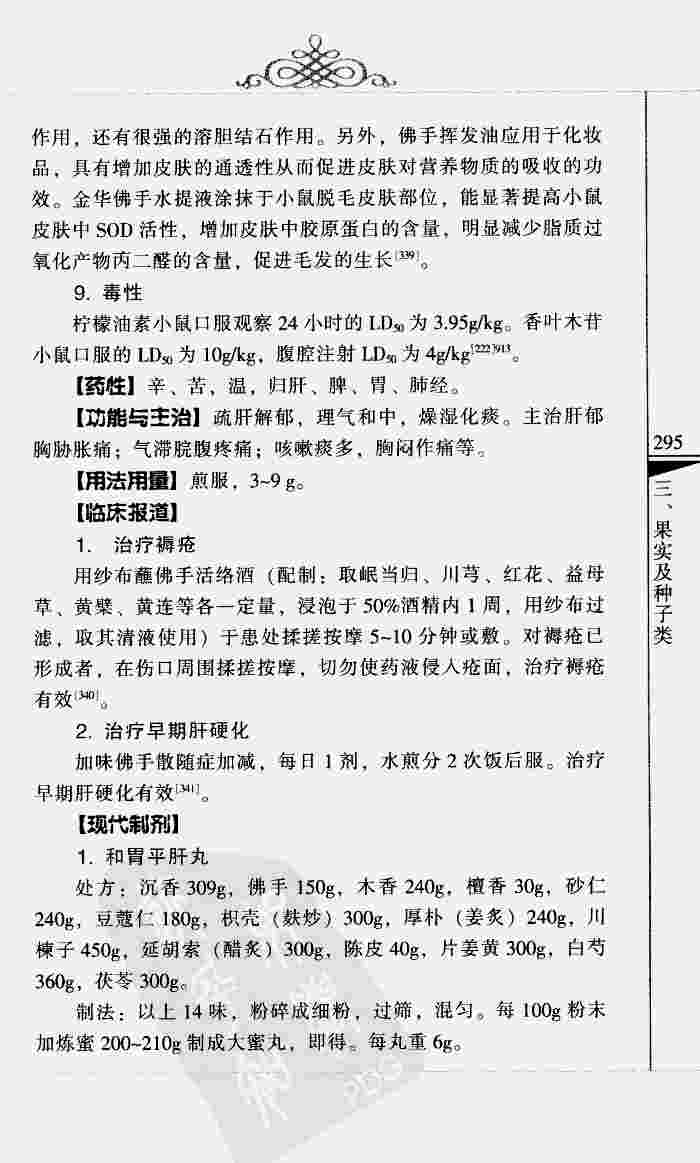 作用，还有很强的溶胆结石作用。另外，佛手挥发油应用于化妆
品，具有增加皮肤的通透性从而促进皮肤对营养物质的吸收的功
效。金华佛手水提液涂抹于小鼠脱毛皮肤部位，能显著提高小鼠
皮肤中 SOD 活性，增加皮肤中胶原蛋白的含量，明显减少脂质过
氧化产物丙二醛的含量，促进毛发的生长[339]。
9. 毒性
柠檬油素小鼠口服观察 24 小时的 LD50 为 3.95g/kg。香叶木苷
小鼠口服的 LD50 为 10g/kg，腹腔注射 LD50 为 4g/kg[222]913。
【药性】辛、苦，温，归肝、脾、胃、肺经。
【功能与主治】疏肝解郁，理气和中，燥湿化痰。主治肝郁
胸胁胀痛；气滞脘腹疼痛；咳嗽痰多，胸闷作痛等。
【用法用量】煎服，3~9 g。
【临床报道】
1. 治疗褥疮
用纱布蘸佛手活络酒（配制：取岷当归、川芎、红花、益母
草、黄檗、黄连等各一定量，浸泡于 50%酒精内 1 周，用纱布过
滤，取其清液使用）于患处揉搓按摩 5~10 分钟或敷。对褥疮已
形成者，在伤口周围揉搓按摩，切勿使药液侵入疮面，治疗褥疮
有效[340]。
2. 治疗早期肝硬化
加味佛手散随症加减，每日 1 剂，水煎分 2 次饭后服。治疗
早期肝硬化有效[341]。
【现代制剂】
1. 和胃平肝丸
处方：沉香 309g，佛手 150g，木香 240g，檀香 30g，砂仁
240g，豆蔻仁 180g，枳壳（麸炒）300g，厚朴（姜炙）240g，川
楝子 450g，延胡索（醋炙）300g，陈皮 40g，片姜黄 300g，白芍
360g，茯苓 300g。
制法：以上 14 味，粉碎成细粉，过筛，混匀。每 100g 粉末
加炼蜜 200~210g 制成大蜜丸，即得。每丸重 6g。
295
三、果实及种子类
PDG